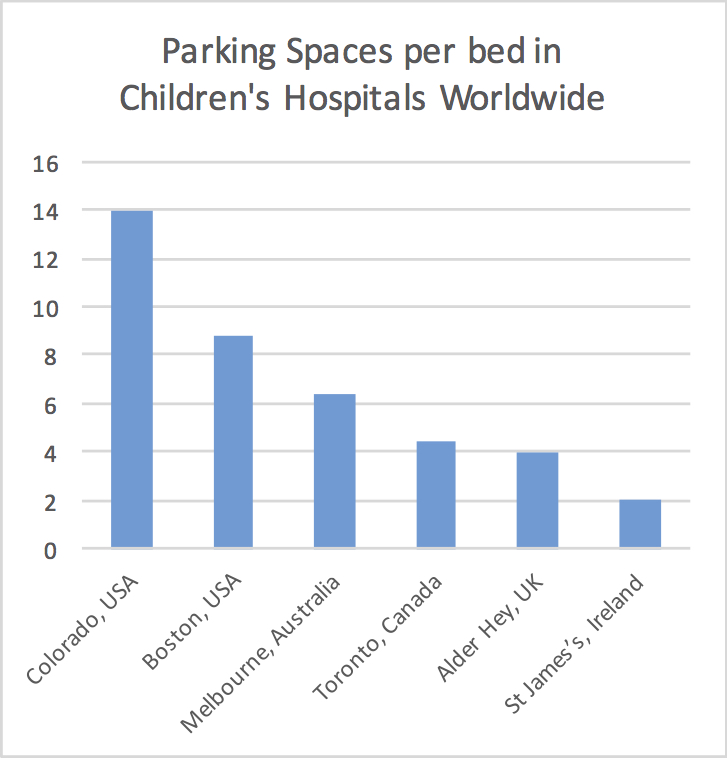 Parking Spaces per bed in
Children's Hospitals Worldwide
16
14
12
10
8
6
4
2
0
Colorado, USA
Boston, USA
Melbourne, Australia
Toronto, Canada
Alder Hey, UK
St James's, Ireland